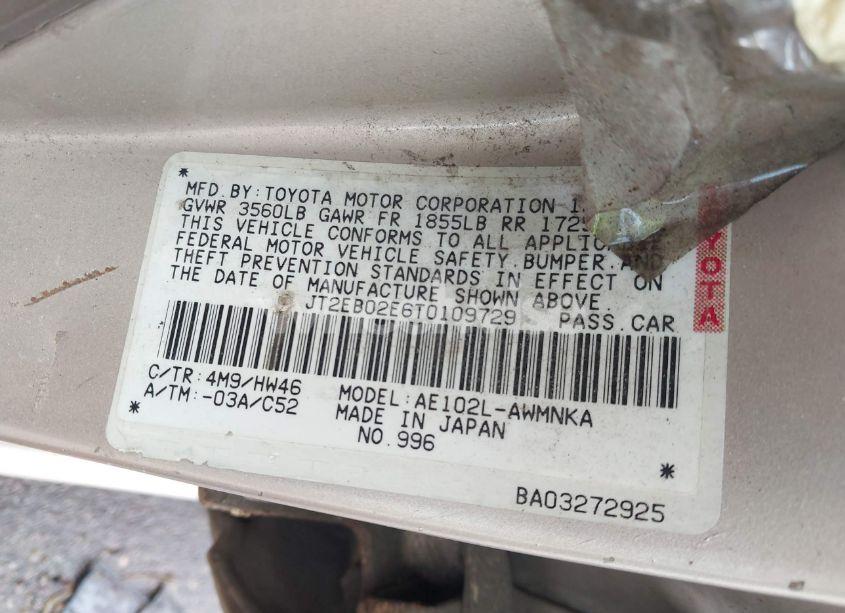 *
MFD. BY: TOYOTA MOTOR CORPORATION
GVWR 3560LB GAWR FR 1855LB RR
THIS VEHICLE CONFORMS TO ALL
FEDERAL MOTOR VEHICLE SAFETY. BUMPER. AND
THEFT PREVENTION STANDARDS IN EFFECT ON
THE DATE OF MANUFACTURE SHOWN ABOVE.
JT2EB02E6T0109729 PASS. CAR
C/TR: 4M9/HW46 MODEL: AE102L-AWMNKA
A/TM: -03A/C52 MADE IN JAPAN
* NO. 996 *
BA03272925